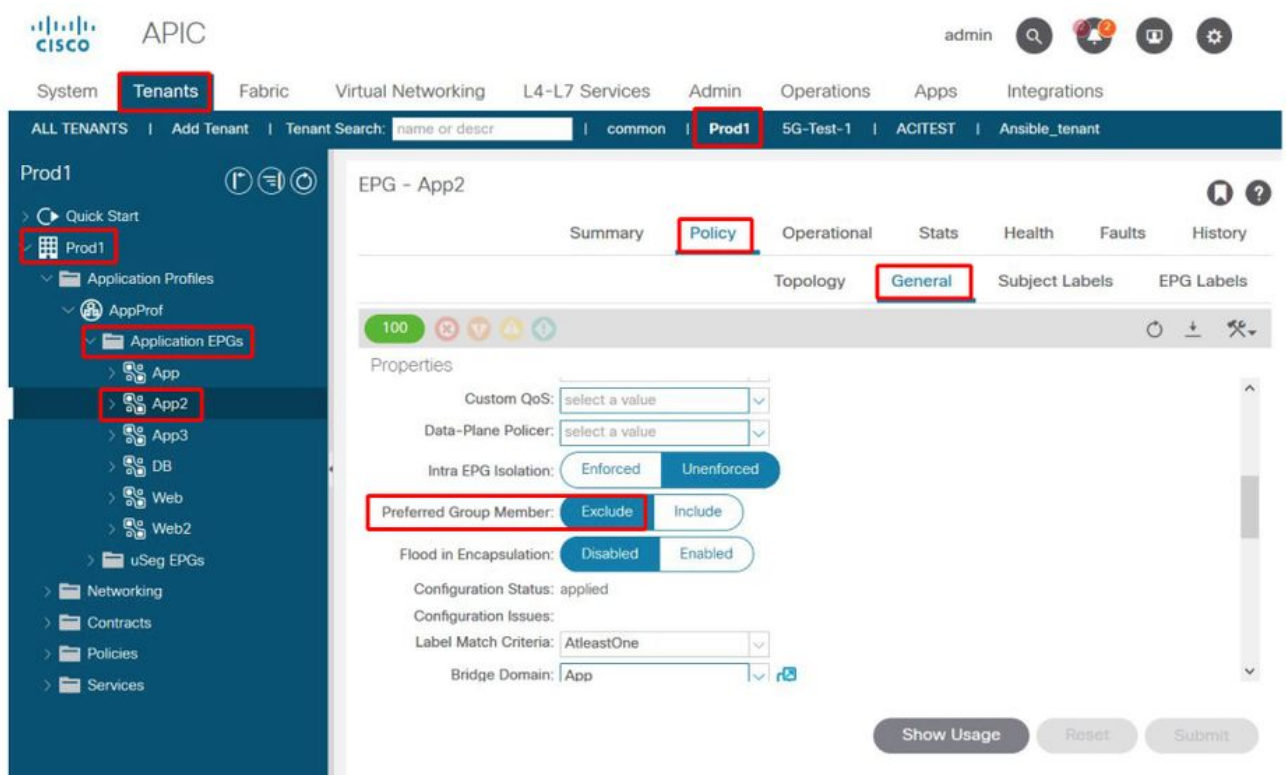 CISCO APIC admin 2
System Tenants Fabric Virtual Networking L4-L7 Services Admin Operations Apps Integrations
ALL TENANTS | Add Tenant | Tenant Search: name or descr | common | Prod1 5G-Test-1 | ACITEST | Ansible_tenant
Prod1
Quick Start
Prod1
Application Profiles
AppProf
Application EPGs
App
App2
App3
DB
Web
Web2
uSeg EPGs
Networking
Contracts
Policies
Services
EPG - App2
Summary Policy Operational Stats Health Faults History
Topology General Subject Labels EPG Labels
100
Properties
Custom QoS: select a value
Data-Plane Policer: select a value
Intra EPG Isolation: Enforced Unenforced
Preferred Group Member: Exclude Include
Flood in Encapsulation: Disabled Enabled
Configuration Status: applied
Configuration Issues:
Label Match Criteria: AtleastOne
Bridge Domain: App
Show Usage Reset Submit